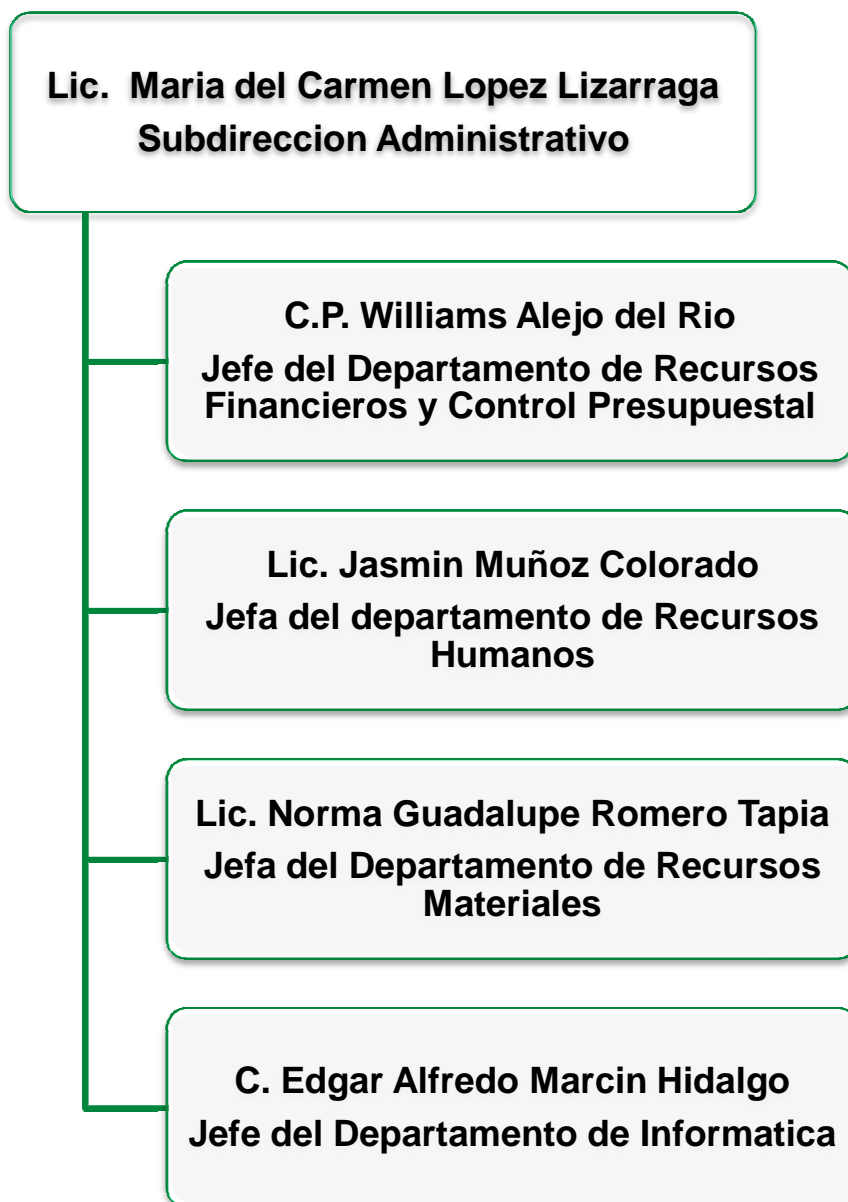 Lic. Maria del Carmen Lopez Lizarraga
Subdireccion Administrativo
C.P. Williams Alejo del Rio
Jefe del Departamento de Recursos
Financieros y Control Presupuestal
Lic. Jasmin Muñoz Colorado
Jefa del departamento de Recursos
Humanos
Lic. Norma Guadalupe Romero Tapia
Jefa del Departamento de Recursos
Materiales
C. Edgar Alfredo Marcin Hidalgo
Jefe del Departamento de Informatica